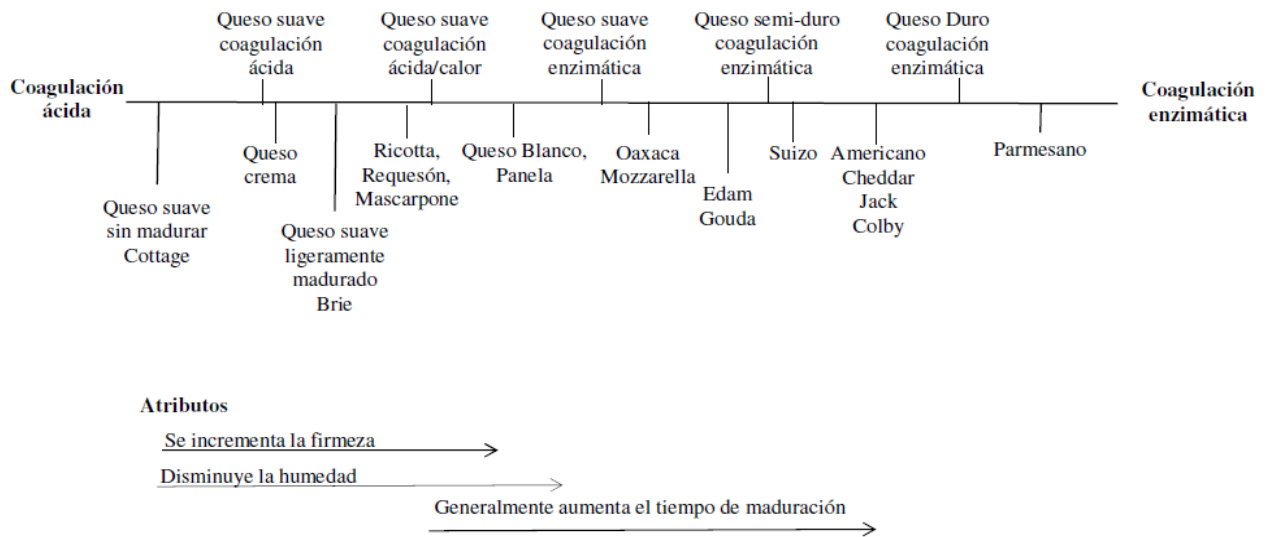 Queso suave
coagulación
ácida
Queso suave
coagulación
ácida/calor
Queso suave
coagulación
enzimática
Queso semi-duro
coagulación
enzimática
Queso Duro
coagulación
enzimática
Coagulación
ácida
Coagulación
enzimática
Queso suave
sin madurar
Cottage
Queso
crema
Queso suave
ligeramente
madurado
Brie
Ricotta,
Requesón,
Mascarpone
Queso Blanco,
Panela
Oaxaca
Mozzarella
Edam
Gouda
Suizo
Americano
Cheddar
Jack
Colby
Parmesano
Atributos
Se incrementa la firmeza
Disminuye la humedad
Generalmente aumenta el tiempo de maduración